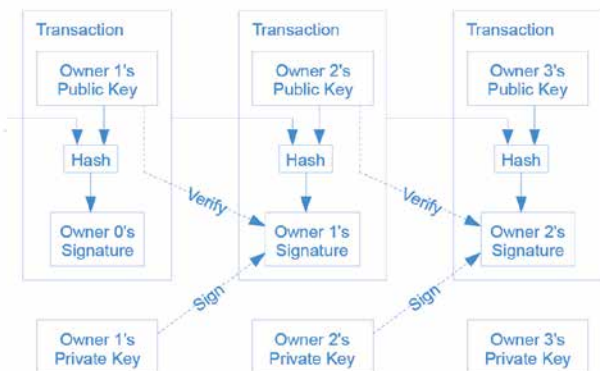 Transaction
Transaction
Transaction
Owner 1's
Public Key
Owner 2's
Public Key
Owner 3's
Public Key
Hash
Hash
Hash
Verify
Verify
Owner 0's
Signature
Owner 1's
Signature
Owner 2's
Signature
Sign
Sign
Owner 1's
Private Key
Owner 2's
Private Key
Owner 3's
Private Key